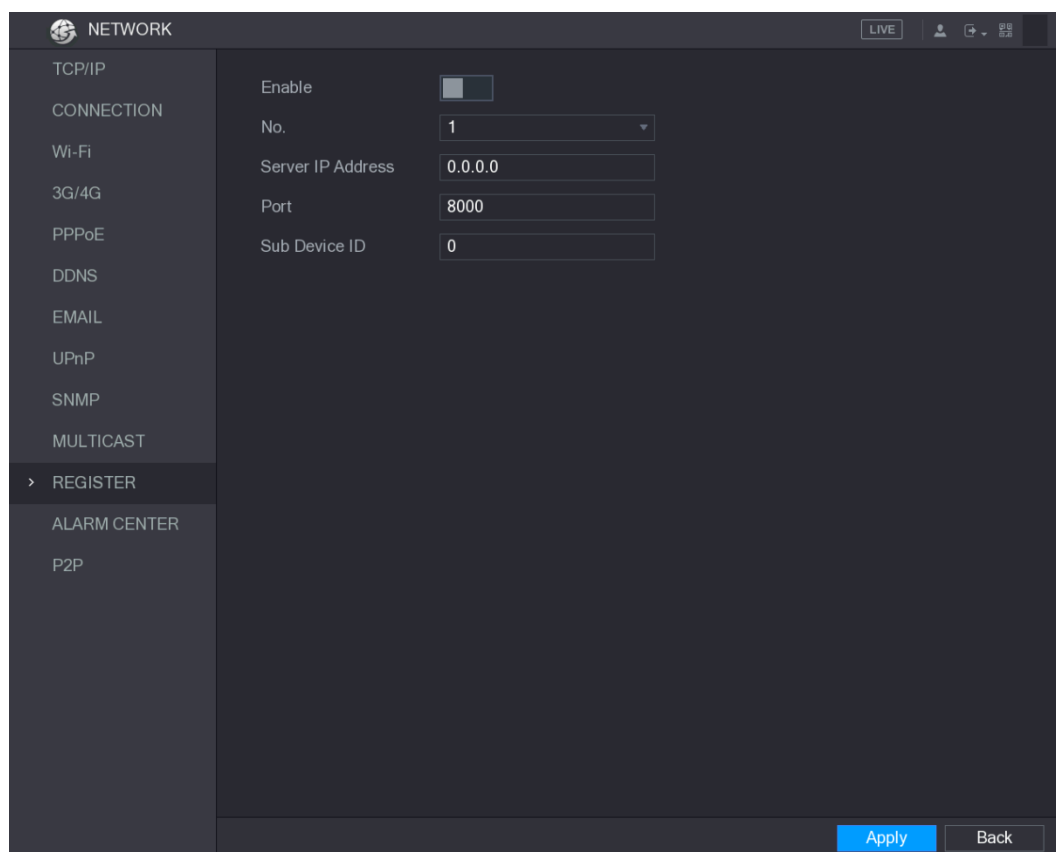 NETWORK
LIVE
TCP/IP
CONNECTION
Wi-Fi
3G/4G
PPPoE
DDNS
EMAIL
UPnP
SNMP
MULTICAST
REGISTER
ALARM CENTER
P2P
Enable
No. 1
Server IP Address 0.0.0.0
Port 8000
Sub Device ID 0
Apply Back